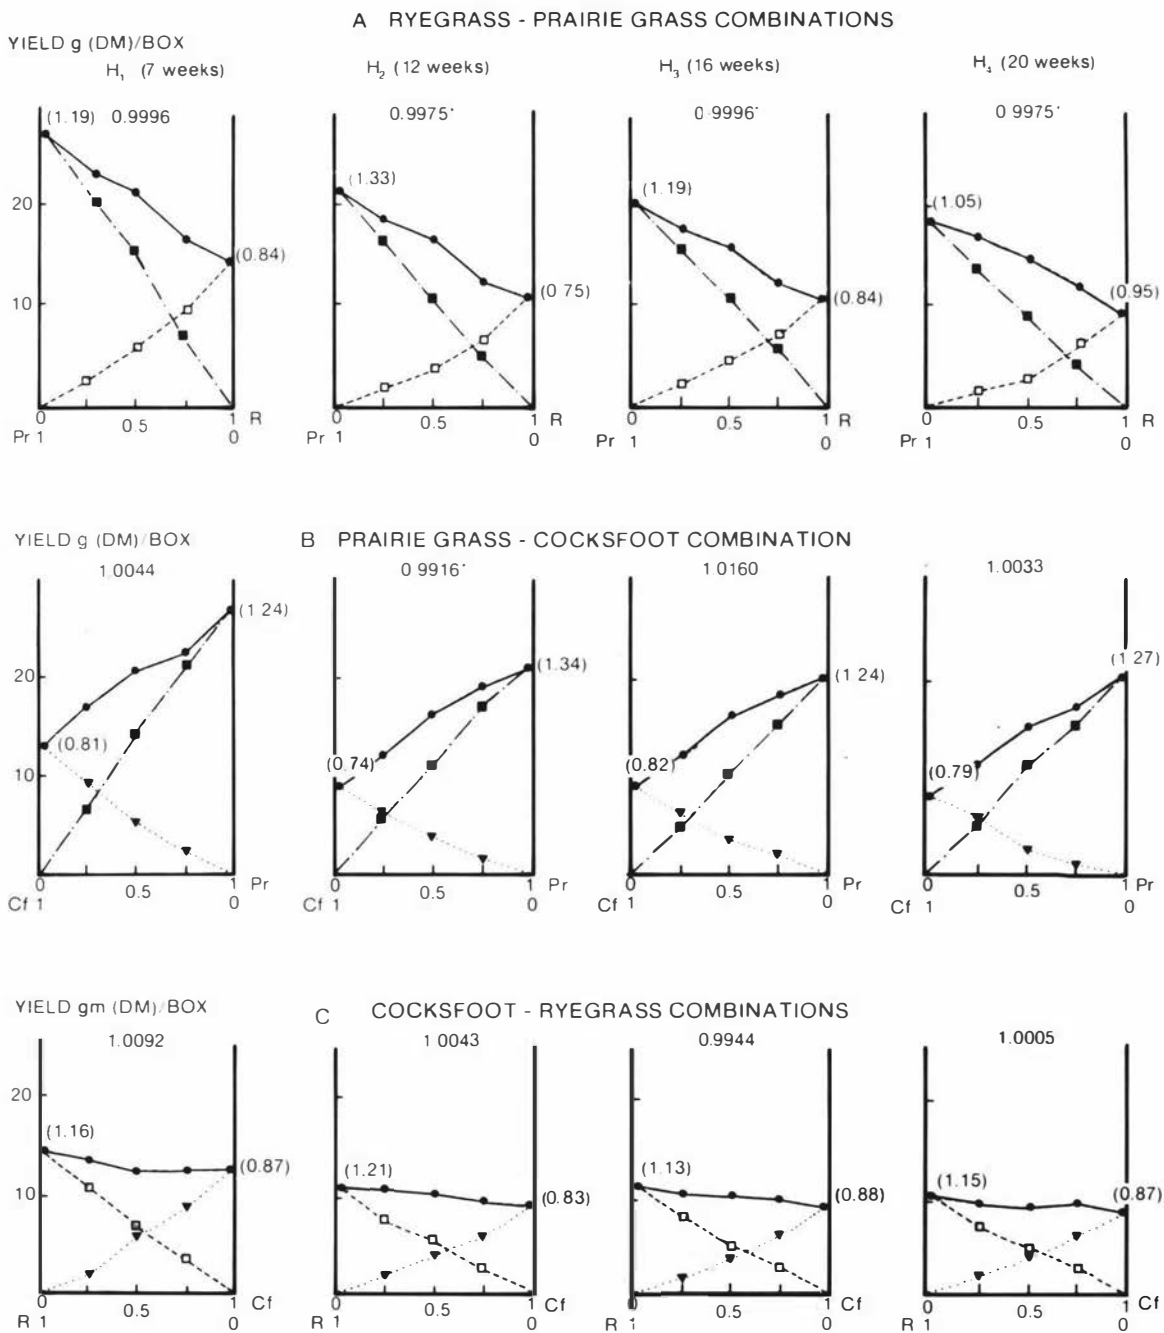 A RYEGRASS - PRAIRIE GRASS COMBINATIONS
YIELD g (DM)/BOX
H₁ (7 weeks) H₂ (12 weeks) H₃ (16 weeks) H₄ (20 weeks)
(1.19) 0.9996 0.9975* 0.9996* 0.9975*
(1.33) (1.19) (1.05)
20
(0.84) (0.75) (0.84) (0.95)
10
0 0.5 1 R 0 0.5 1 0 0.5 1 0 0.5 1 R
Pr 1 0 0 Pr 1 0 Pr 1 0
YIELD g (DM)/BOX B PRAIRIE GRASS - COCKSFOOT COMBINATION
1.0044 0.9916* 1.0160 1.0033
(1.24) (1.34) (1.24) (1.27)
20
(0.81) (0.74) (0.82) (0.79)
10
0 0.5 1 Pr 0 0.5 1 0 0.5 1 0 0.5 1 Pr
Cf 1 0 Cf 1 0 Cf 1 0 Cf 1 0
YIELD gm (DM)/BOX C COCKSFOOT - RYEGRASS COMBINATIONS
1.0092 1.0043 0.9944 1.0005
20
(1.16) (1.21) (1.13) (1.15)
(0.87) (0.83) (0.88) (0.87)
10
0 0.5 1 Cf 0 0.5 1 0 0.5 1 Cf 0 0.5 1 Cf
R 1 0 R 1 0 R 1 0 R 1 0